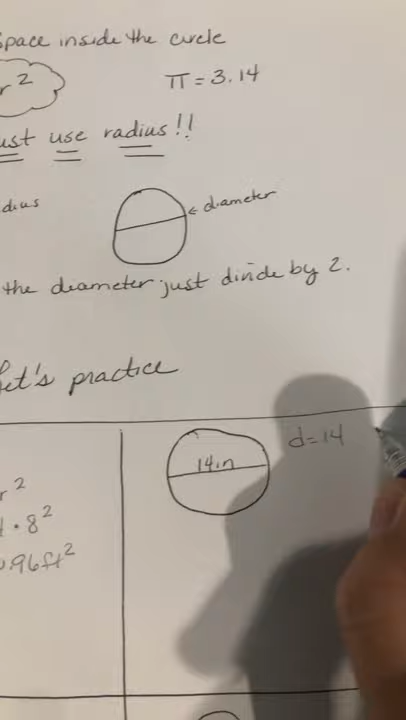 space inside the circle
r²
π = 3.14
ust use radius!!
dius
diameter
the diameter just divide by 2.
let's practice
14in
d=14
r²
· 8²
.96ft²